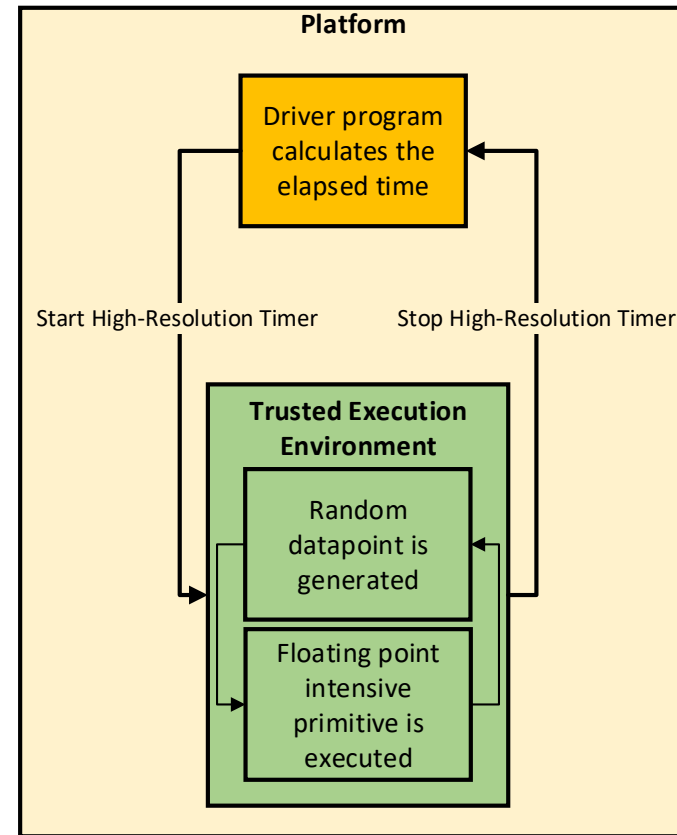 Platform
Driver program
calculates the
elapsed time
Start High-Resolution Timer
Stop High-Resolution Timer
Trusted Execution
Environment
Random
datapoint is
generated
Floating point
intensive
primitive is
executed